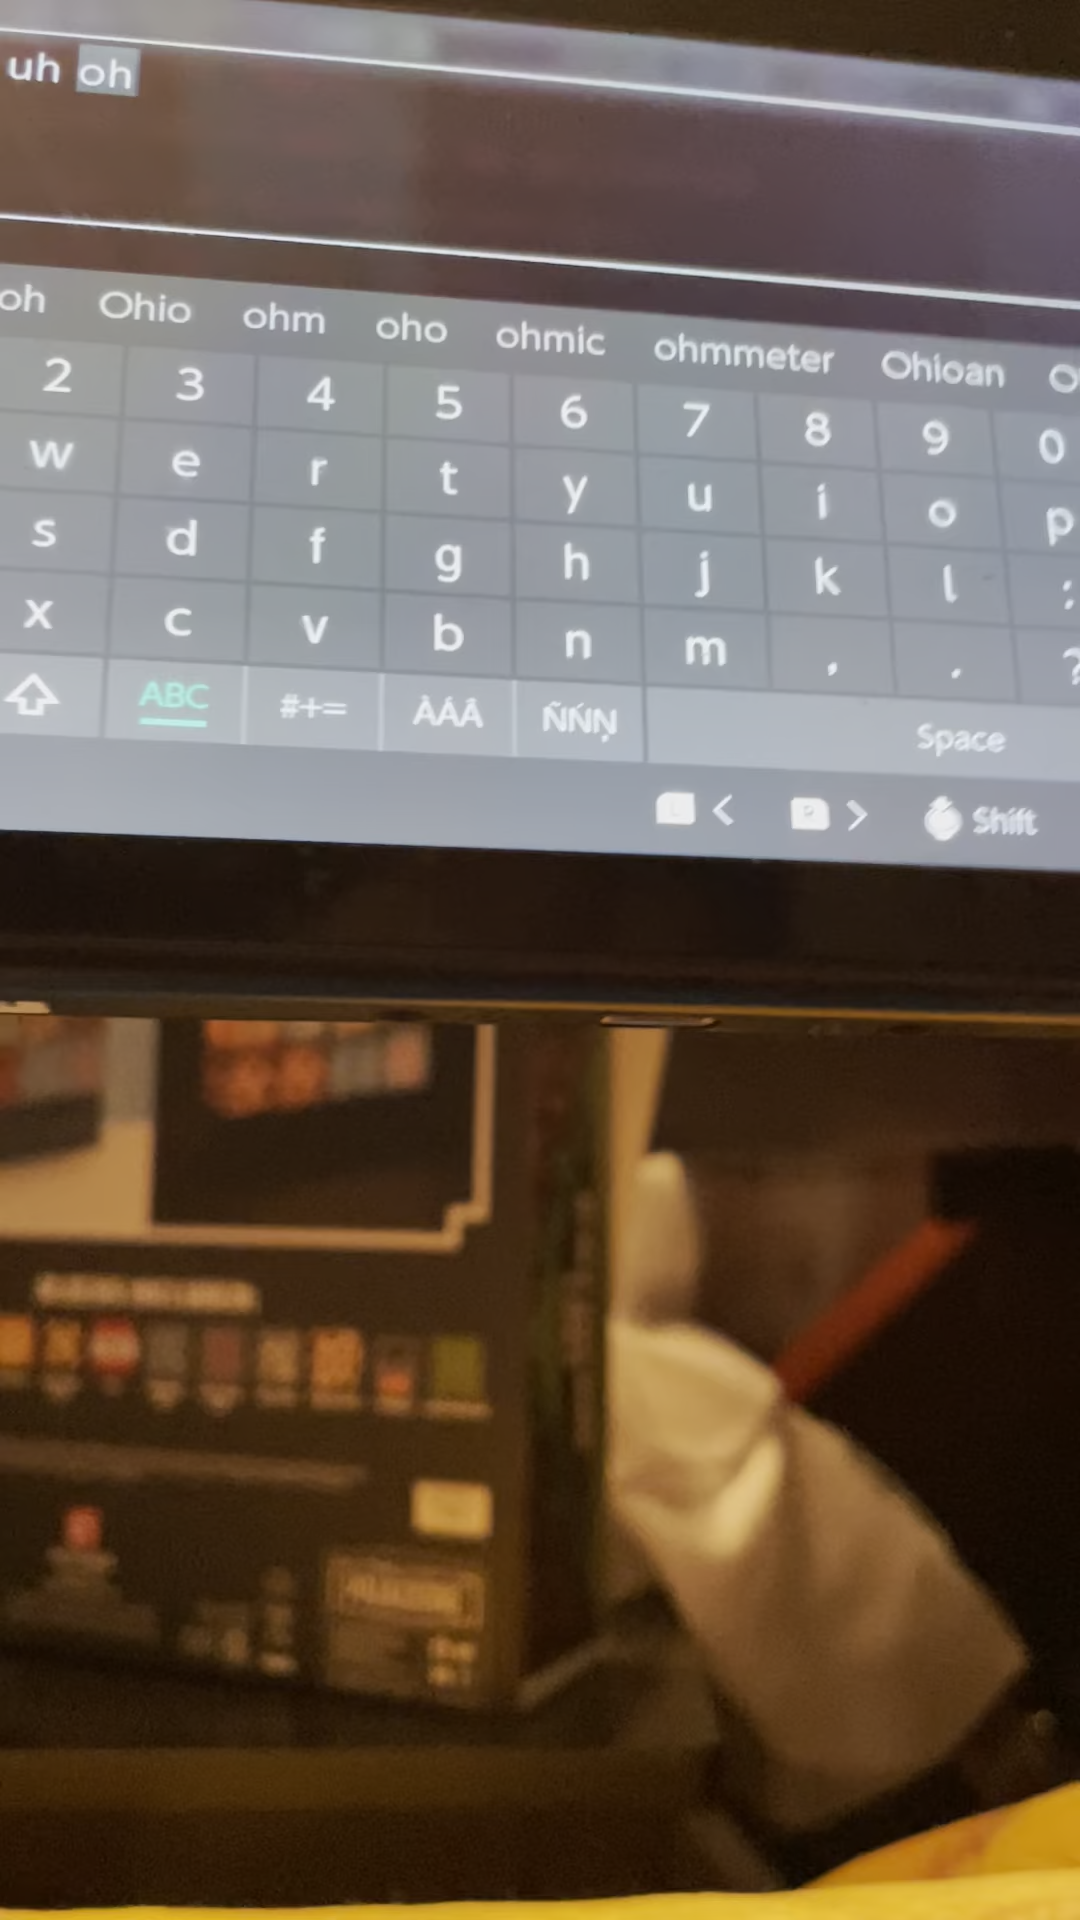 uh oh
oh Ohio ohm oho ohmic ohmmeter Ohioan
2 3 4 5 6 7 8 9 0
w e r t y u i o p
s d f g h j k l :
x c v b n m , . ?
ABC #+= ÀÁÂ ÑŃŅ Space
L < R > Shift